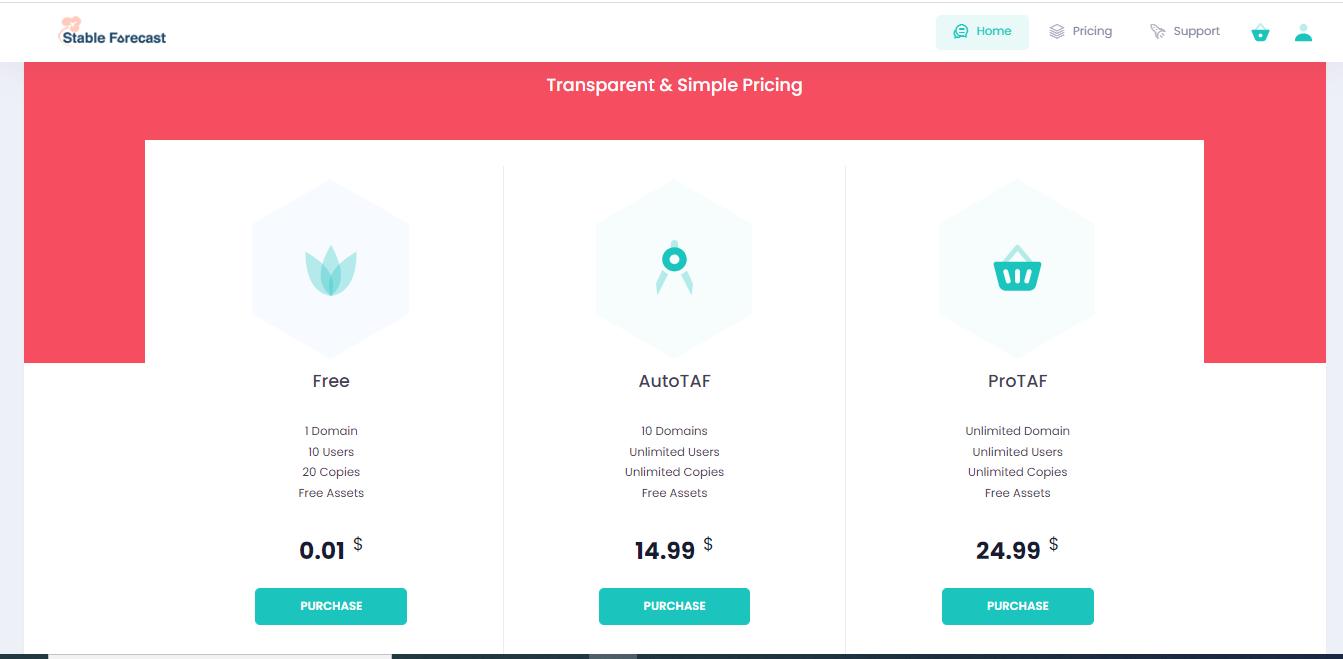 Stable Forecast
Home
Pricing
Support
Transparent & Simple Pricing
Free
1 Domain
10 Users
20 Copies
Free Assets
0.01 $
PURCHASE
AutoTAF
10 Domains
Unlimited Users
Unlimited Copies
Free Assets
14.99 $
PURCHASE
ProTAF
Unlimited Domain
Unlimited Users
Unlimited Copies
Free Assets
24.99 $
PURCHASE